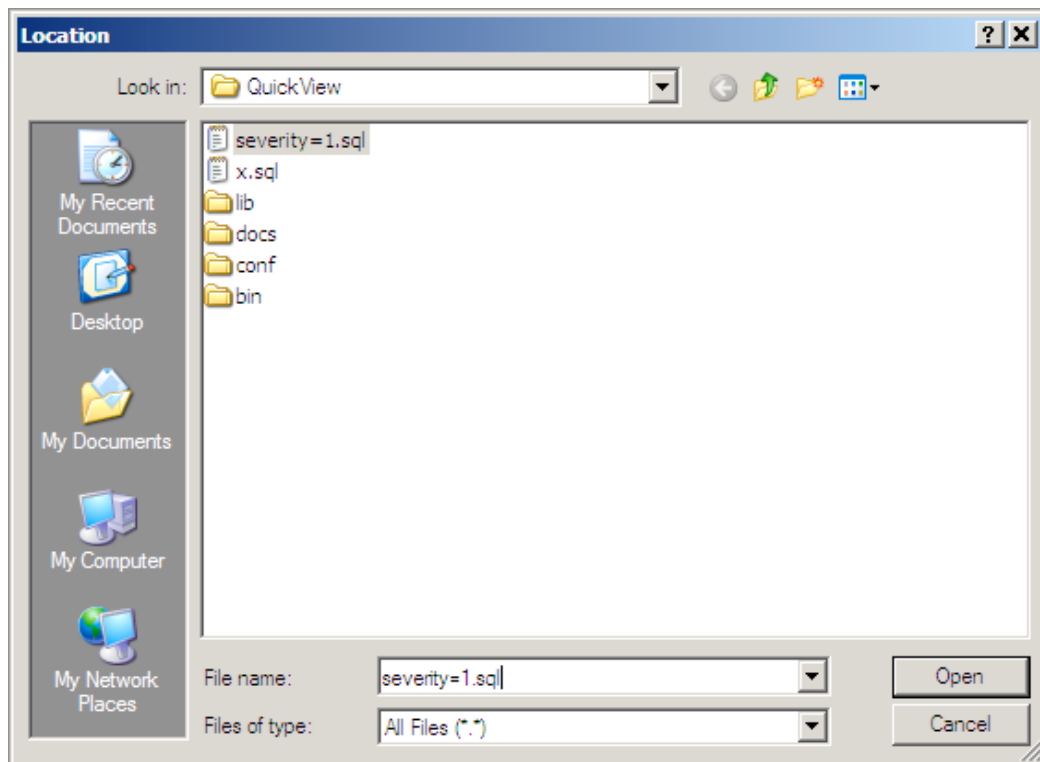 Location
Look in: QuickView
severity=1.sql
x.sql
lib
docs
conf
bin
My Recent
Documents
Desktop
My Documents
My Computer
My Network
Places
File name: severity=1.sql Open
Files of type: All Files (*.*) Cancel